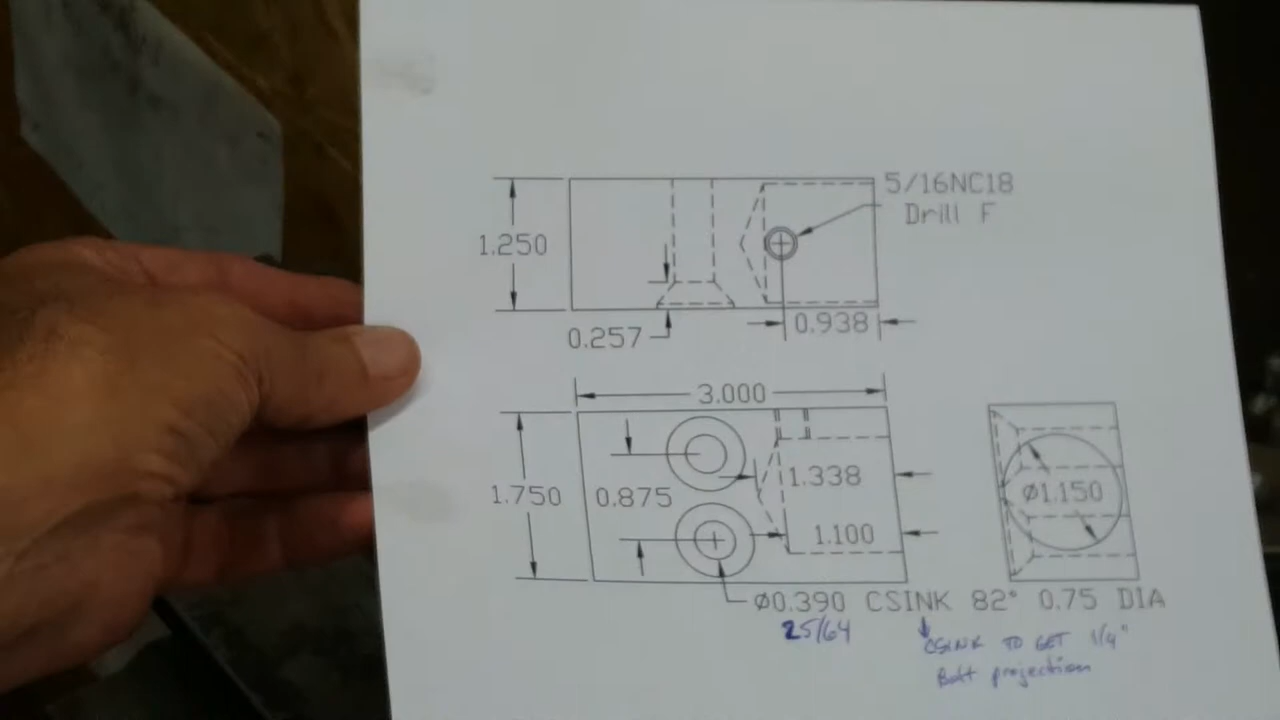 5/16NC18
Drill F
1.250
0.257
0.938
3.000
1.750
0.875
1.338
1.100
Ø1.150
Ø0.390 CSINK 82° 0.75 DIA
25/64
CSINK TO GET 1/4"
Bolt projection